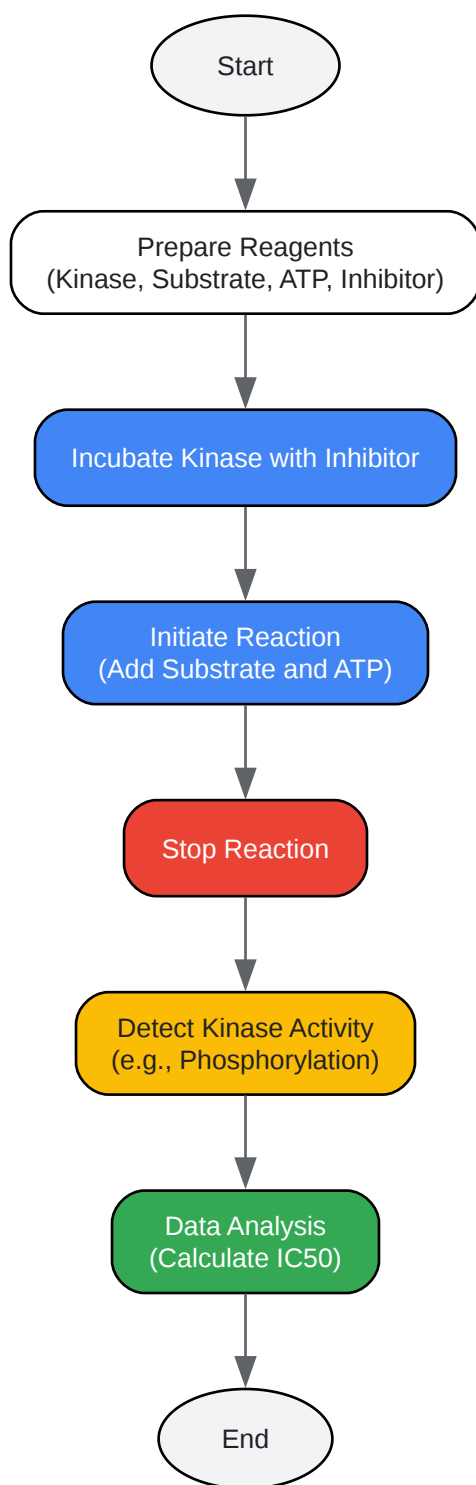 Start
Prepare Reagents
(Kinase, Substrate, ATP, Inhibitor)
Incubate Kinase with Inhibitor
Initiate Reaction
(Add Substrate and ATP)
Stop Reaction
Detect Kinase Activity
(e.g., Phosphorylation)
Data Analysis
(Calculate IC50)
End